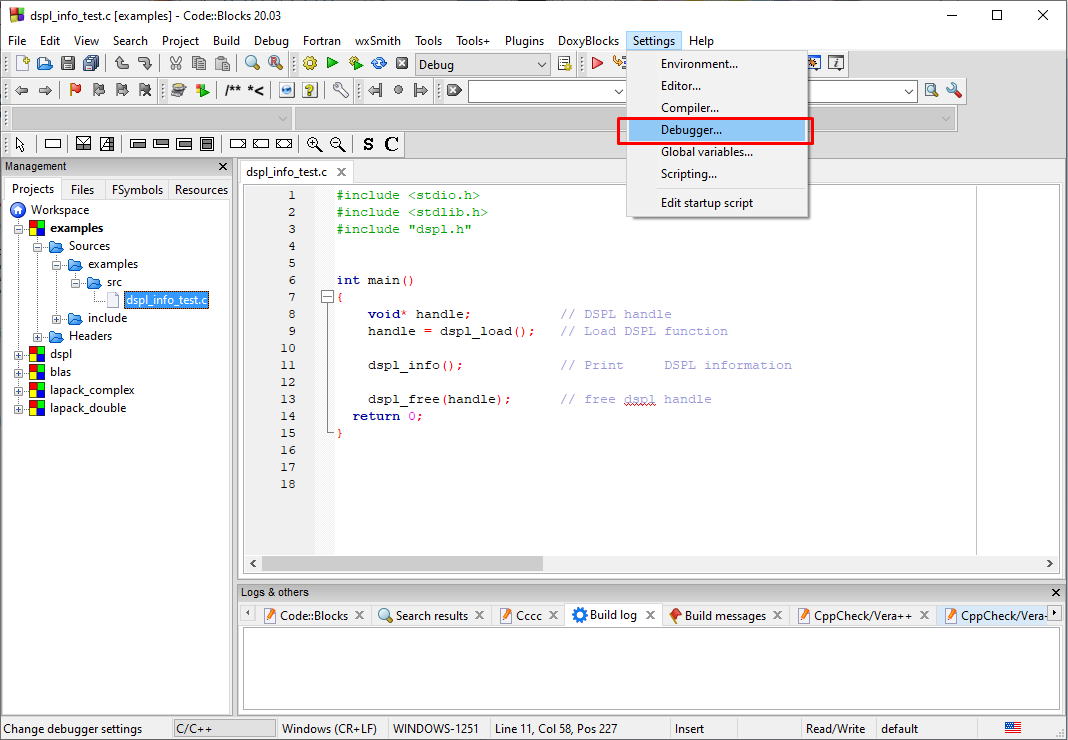 dspl_info_test.c [examples] - Code::Blocks 20.03
File Edit View Search Project Build Debug Fortran wxSmith Tools Tools+ Plugins DoxyBlocks Settings Help
Debug
/** *<
S C
Environment...
Editor...
Compiler...
Debugger...
Global variables...
Scripting...
Edit startup script
Management
Projects Files FSymbols Resources
Workspace
examples
Sources
examples
src
dspl_info_test.c
include
Headers
dspl
blas
lapack_complex
lapack_double
dspl_info_test.c
1 #include <stdio.h>
2 #include <stdlib.h>
3 #include "dspl.h"
4
5
6 int main()
7 {
8 void* handle; // DSPL handle
9 handle = dspl_load(); // Load DSPL function
10
11 dspl_info(); // Print DSPL information
12
13 dspl_free(handle); // free dspl handle
14 return 0;
15 }
16
17
18
Logs & others
Code::Blocks Search results Cccc Build log Build messages CppCheck/Vera++ CppCheck/Vera+
Change debugger settings C/C++ Windows (CR+LF) WINDOWS-1251 Line 11, Col 58, Pos 227 Insert Read/Write default